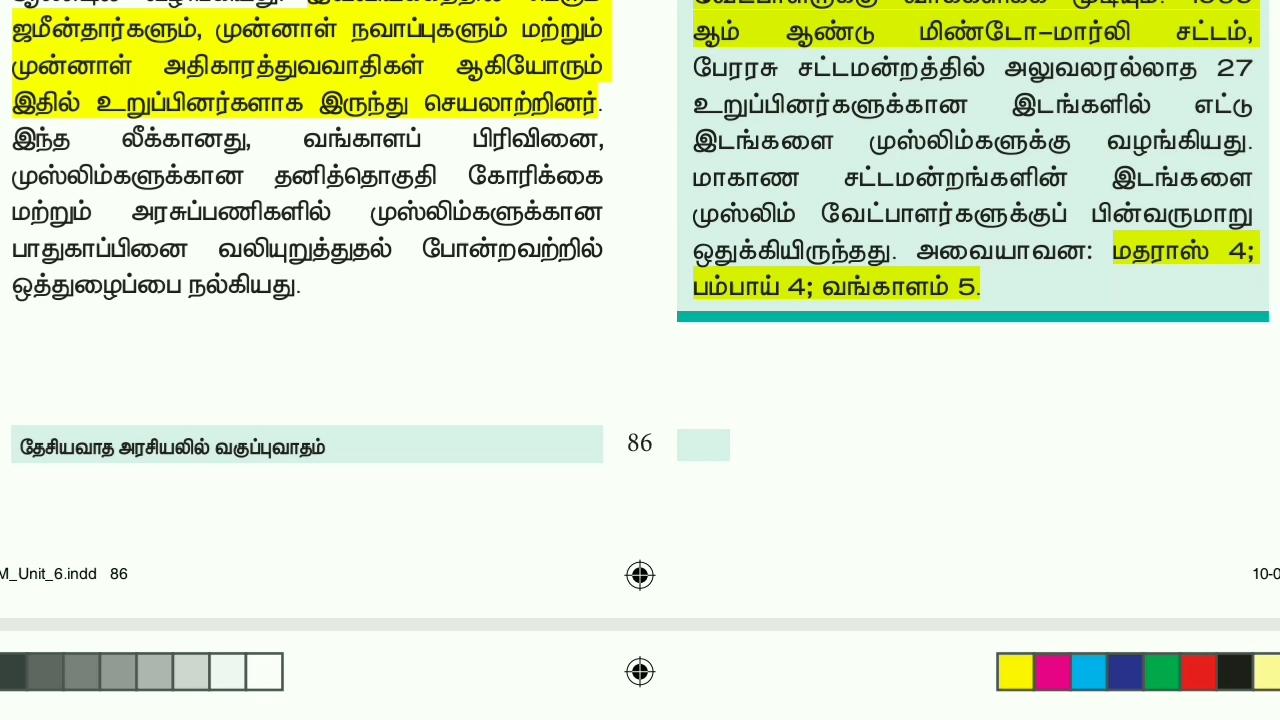 ஜமீன்தார்களும், முன்னாள் நவாப்புகளும் மற்றும்
முன்னாள் அதிகாரத்துவவாதிகள் ஆகியோரும்
இதில் உறுப்பினர்களாக இருந்து செயலாற்றினர்.
இந்த லீக்கானது, வங்காளப் பிரிவினை,
முஸ்லிம்களுக்கான தனித்தொகுதி கோரிக்கை
மற்றும் அரசுப்பணிகளில் முஸ்லிம்களுக்கான
பாதுகாப்பினை வலியுறுத்துதல் போன்றவற்றில்
ஒத்துழைப்பை நல்கியது.
ஆம் ஆண்டு மிண்டோ–மார்லி சட்டம்,
பேரரசு சட்டமன்றத்தில் அலுவலரல்லாத 27
உறுப்பினர்களுக்கான இடங்களில் எட்டு
இடங்களை முஸ்லிம்களுக்கு வழங்கியது.
மாகாண சட்டமன்றங்களின் இடங்களை
முஸ்லிம் வேட்பாளர்களுக்குப் பின்வருமாறு
ஒதுக்கியிருந்தது. அவையாவன: மதராஸ் 4;
பம்பாய் 4; வங்காளம் 5.
தேசியவாத அரசியலில் வகுப்புவாதம்
86
M_Unit_6.indd 86
10-0